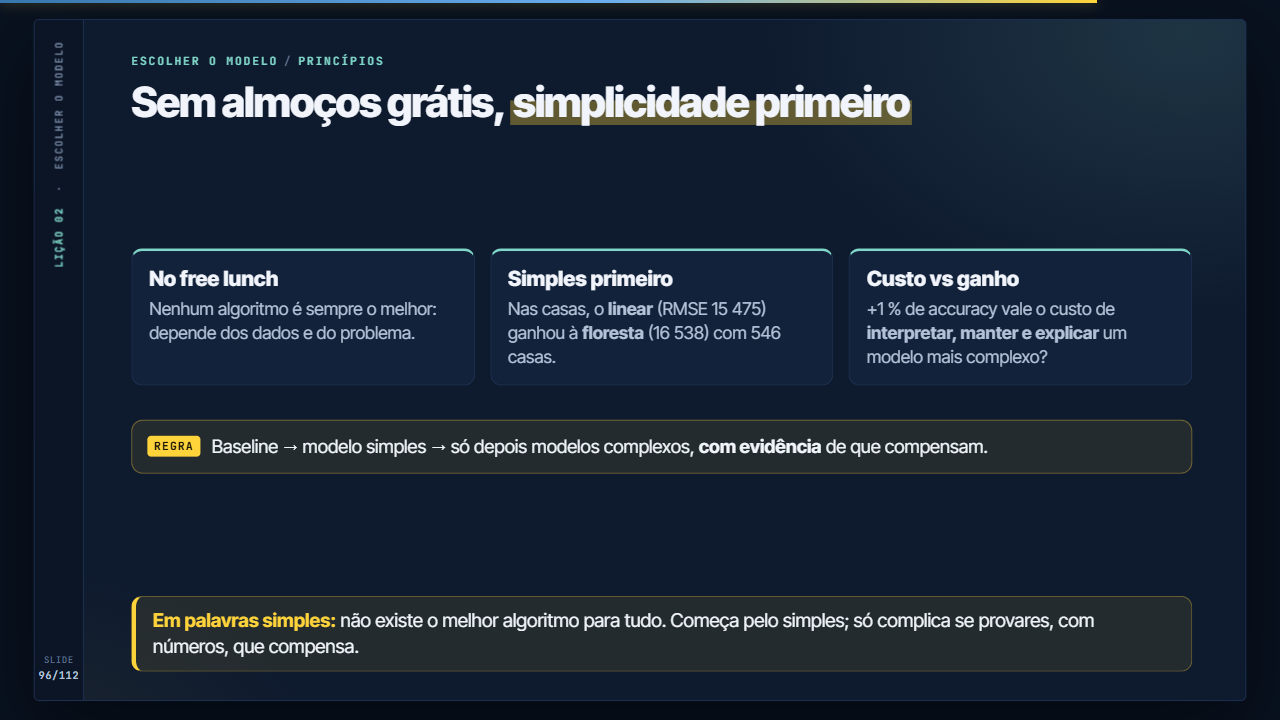 ESCOLHER O MODELO / PRINCÍPIOS
Sem almoços grátis, simplicidade primeiro
LIÇÃO 02 · ESCOLHER O MODELO
No free lunch
Nenhum algoritmo é sempre o melhor:
depende dos dados e do problema.
Simples primeiro
Nas casas, o linear (RMSE 15 475)
ganhou à floresta (16 538) com 546
casas.
Custo vs ganho
+1 % de accuracy vale o custo de
interpretar, manter e explicar um
modelo mais complexo?
REGRA Baseline → modelo simples → só depois modelos complexos, com evidência de que compensam.
Em palavras simples: não existe o melhor algoritmo para tudo. Começa pelo simples; só complica se provares, com
números, que compensa.
SLIDE
96/112